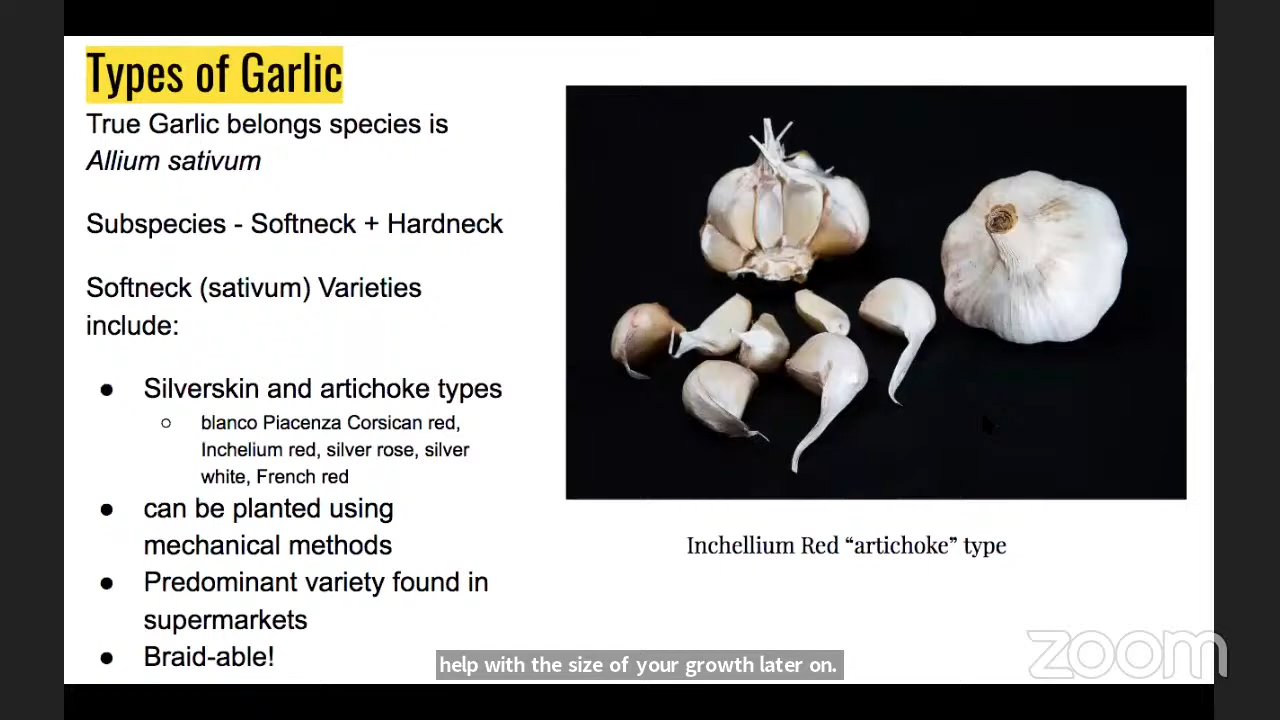 Types of Garlic
True Garlic belongs species is
Allium sativum
Subspecies - Softneck + Hardneck
Softneck (sativum) Varieties
include:
● Silverskin and artichoke types
○ blanco Piacenza Corsican red,
Inchelium red, silver rose, silver
white, French red
● can be planted using
mechanical methods
● Predominant variety found in
supermarkets
● Braid-able!
Inchellium Red “artichoke” type
help with the size of your growth later on.
zoom